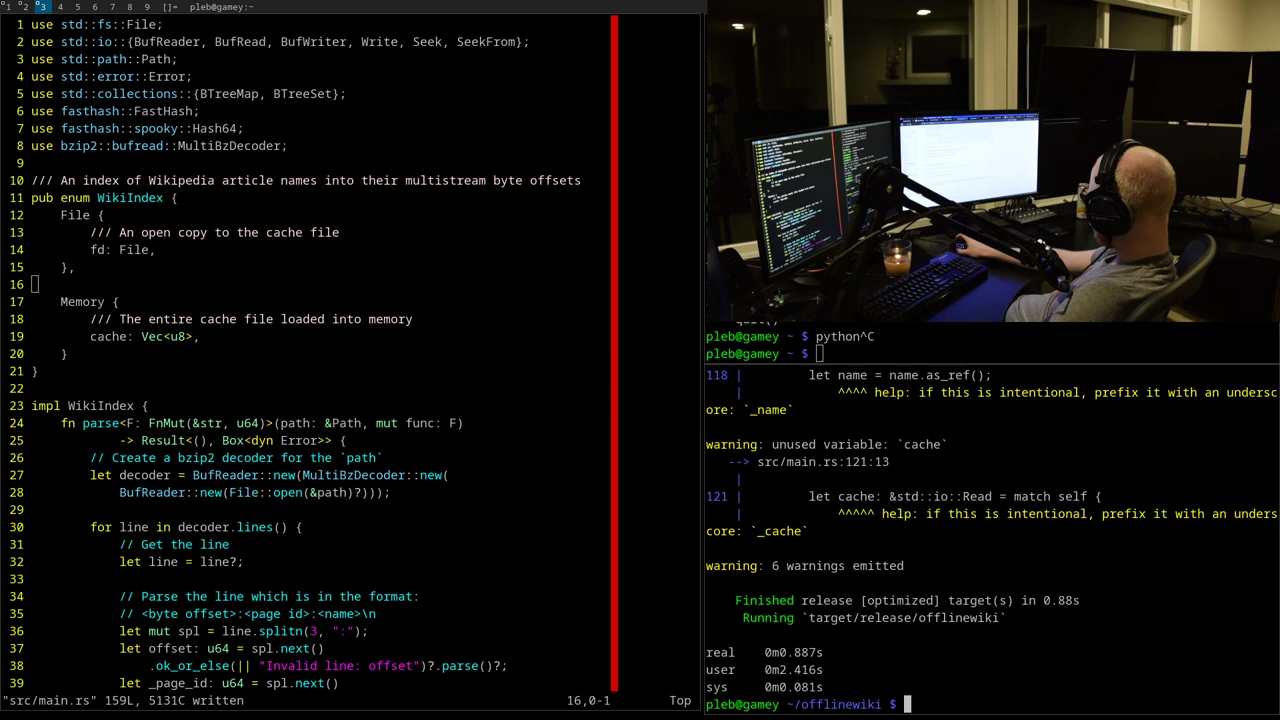 1 2 3 4 5 6 7 8 9 []= pleb@gamey:~
1 use std::fs::File;
2 use std::io::{BufReader, BufRead, BufWriter, Write, Seek, SeekFrom};
3 use std::path::Path;
4 use std::error::Error;
5 use std::collections::{BTreeMap, BTreeSet};
6 use fasthash::FastHash;
7 use fasthash::spooky::Hash64;
8 use bzip2::bufread::MultiBzDecoder;
9
10 /// An index of Wikipedia article names into their multistream byte offsets
11 pub enum WikiIndex {
12 File {
13 /// An open copy to the cache file
14 fd: File,
15 },
16
17 Memory {
18 /// The entire cache file loaded into memory
19 cache: Vec<u8>,
20 }
21 }
22
23 impl WikiIndex {
24 fn parse<F: FnMut(&str, u64)>(path: &Path, mut func: F)
25 -> Result<(), Box<dyn Error>> {
26 // Create a bzip2 decoder for the `path`
27 let decoder = BufReader::new(MultiBzDecoder::new(
28 BufReader::new(File::open(&path)?)));
29
30 for line in decoder.lines() {
31 // Get the line
32 let line = line?;
33
34 // Parse the line which is in the format:
35 // <byte offset>:<page id>:<name>\n
36 let mut spl = line.splitn(3, ":");
37 let offset: u64 = spl.next()
38 .ok_or_else(|| "Invalid line: offset")?.parse()?;
39 let _page_id: u64 = spl.next()
"src/main.rs" 159L, 5131C written 16,0-1 Top
quit()
pleb@gamey ~ $ python^C
pleb@gamey ~ $
118 | let name = name.as_ref();
| ^^^^ help: if this is intentional, prefix it with an undersc
ore: `_name`
warning: unused variable: `cache`
--> src/main.rs:121:13
|
121 | let cache: &std::io::Read = match self {
| ^^^^^ help: if this is intentional, prefix it with an unders
core: `_cache`
warning: 6 warnings emitted
Finished release [optimized] target(s) in 0.88s
Running `target/release/offlinewiki`
real 0m0.887s
user 0m2.416s
sys 0m0.081s
pleb@gamey ~/offlinewiki $